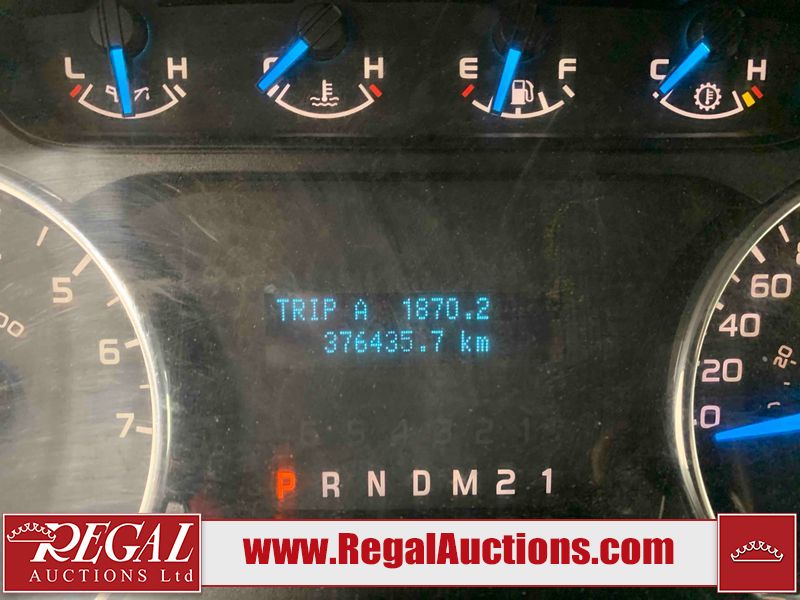 L H C H E F C H
TRIP A 1870.2
376435.7 km
5
6
7
60
40
20
20
P R N D M 2 1
REGAL
AUCTIONS Ltd
www.RegalAuctions.com